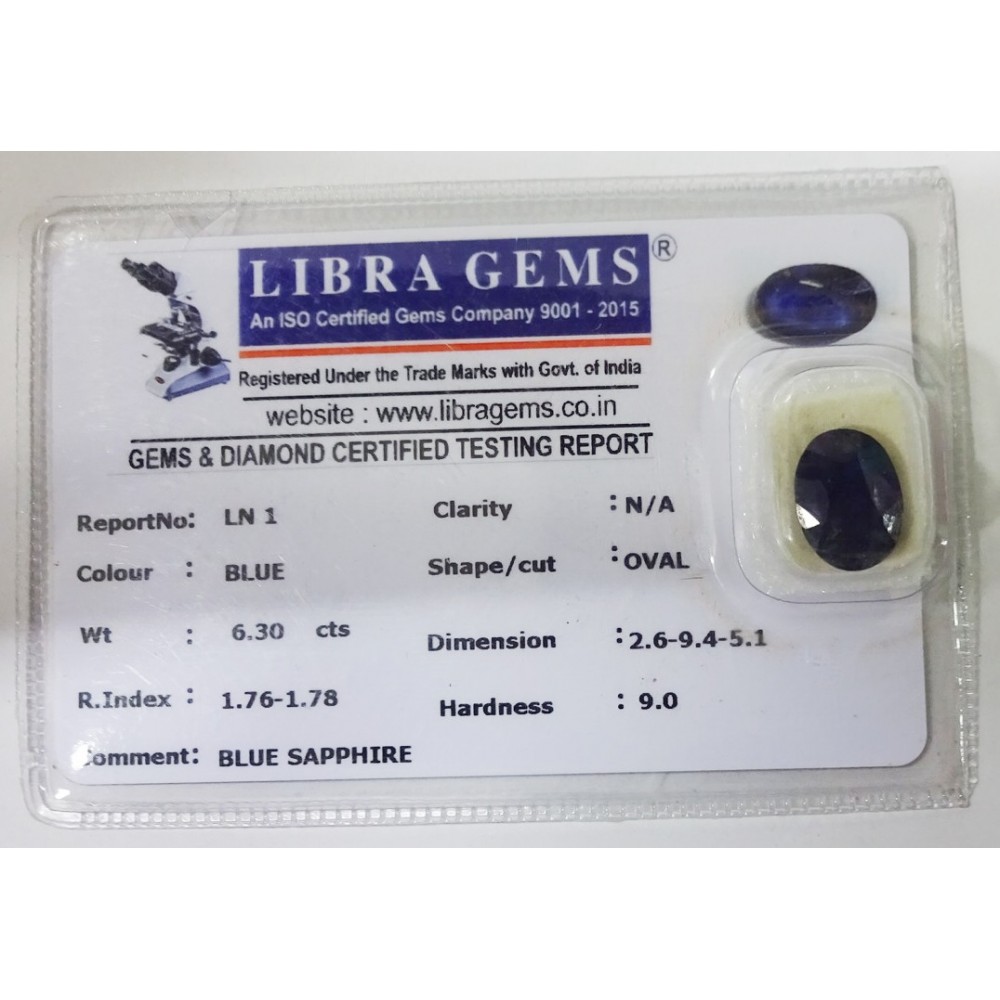 LIBRA GEMS ®
An ISO Certified Gems Company 9001 - 2015
Registered Under the Trade Marks with Govt. of India
website : www.libragems.co.in
GEMS & DIAMOND CERTIFIED TESTING REPORT
ReportNo: LN 1 Clarity : N/A
Colour : BLUE Shape/cut : OVAL
Wt : 6.30 cts Dimension : 2.6-9.4-5.1
R.Index : 1.76-1.78 Hardness : 9.0
omment: BLUE SAPPHIRE